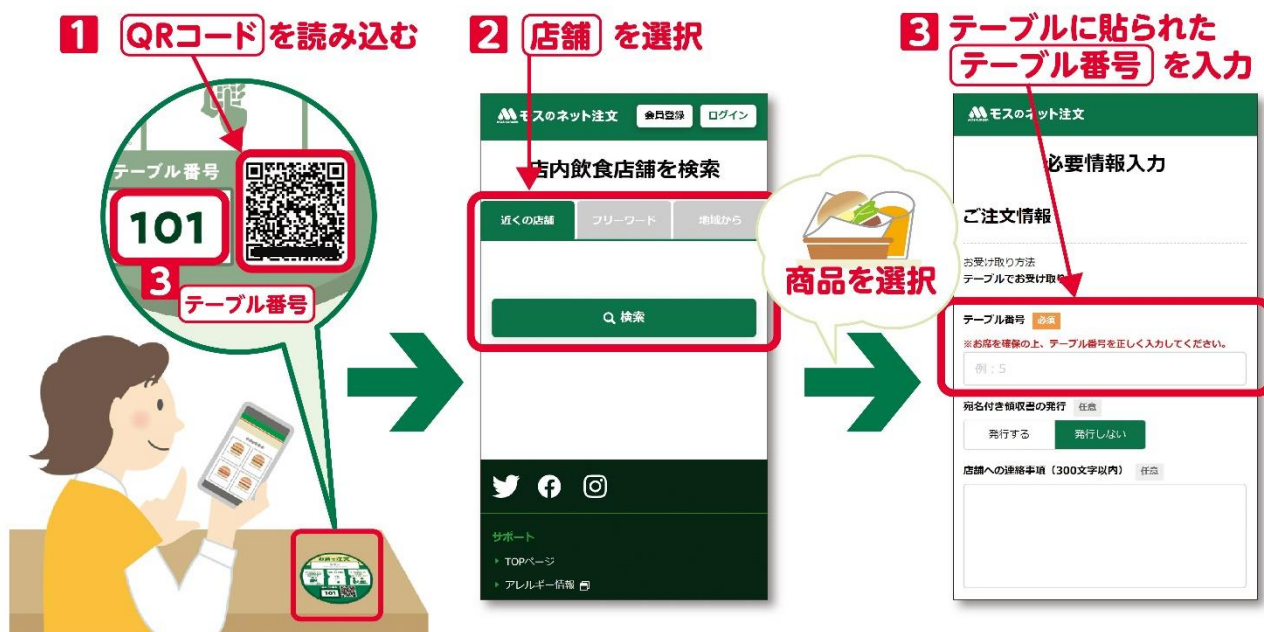 1 QRコードを読み込む
テーブル番号
101
3
テーブル番号
101
2 店舗 を選択
モスのネット注文 会員登録 ログイン
店内飲食店舗を検索
近くの店舗 フリーワード 地域から
検索
サポート
TOPページ
アレルギー情報
商品を選択
3 テーブルに貼られた
テーブル番号 を入力
モスのネット注文
必要情報入力
ご注文情報
お受け取り方法
テーブルでお受け取り
テーブル番号 必須
※お席を確保の上、テーブル番号を正しく入力してください。
例：5
宛名付き領収書の発行 任意
発行する 発行しない
店舗への連絡事項（300文字以内） 任意